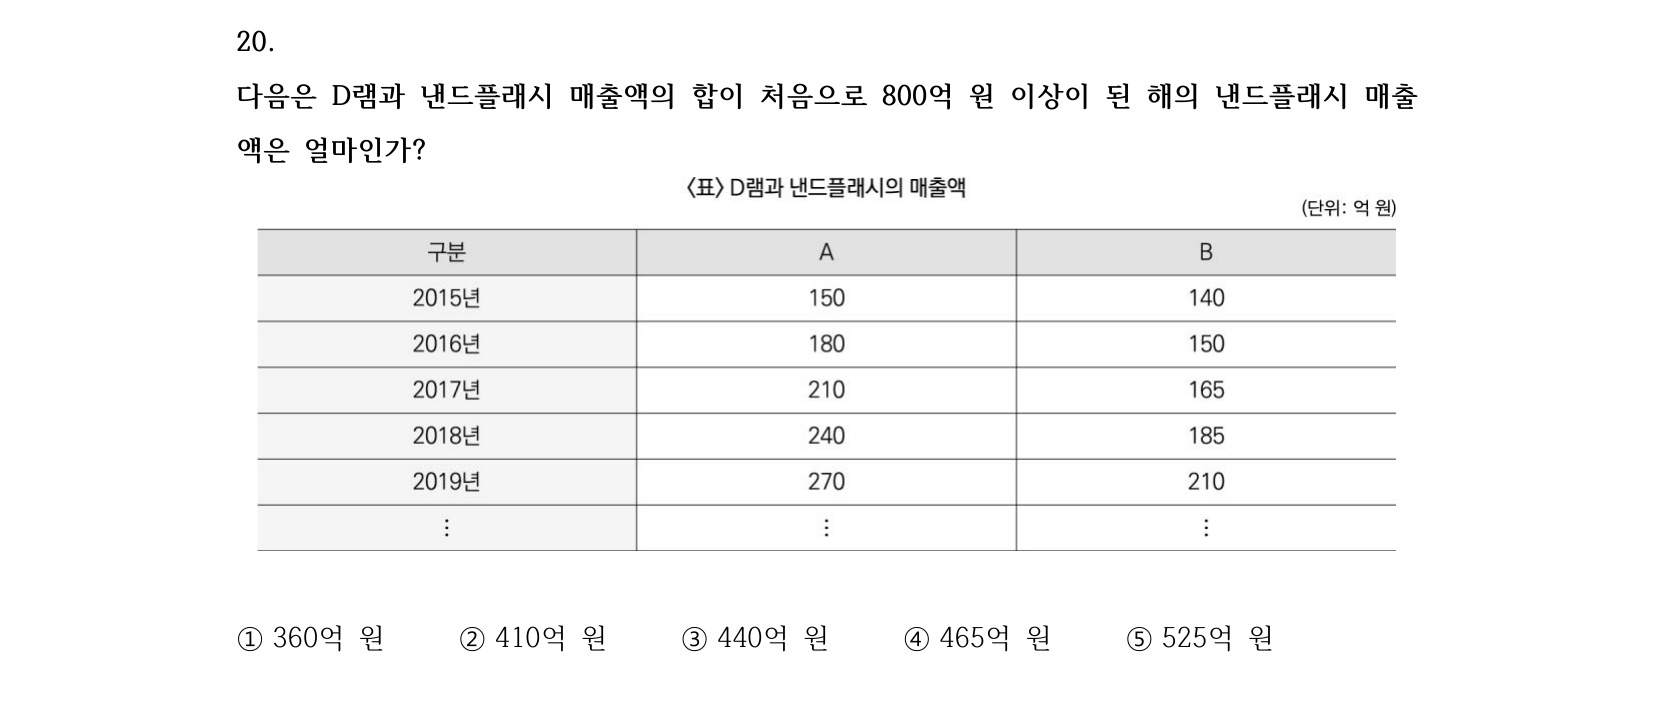 20.
다음은 D램과 낸드플래시 매출액의 합이 처음으로 800억 원 이상이 된 해의 낸드플래시 매출
액은 얼마인가?
〈표〉 D램과 낸드플래시의 매출액
(단위: 억 원)
구분 A B
2015년 150 140
2016년 180 150
2017년 210 165
2018년 240 185
2019년 270 210
⋮ ⋮ ⋮
① 360억 원 ② 410억 원 ③ 440억 원 ④ 465억 원 ⑤ 525억 원